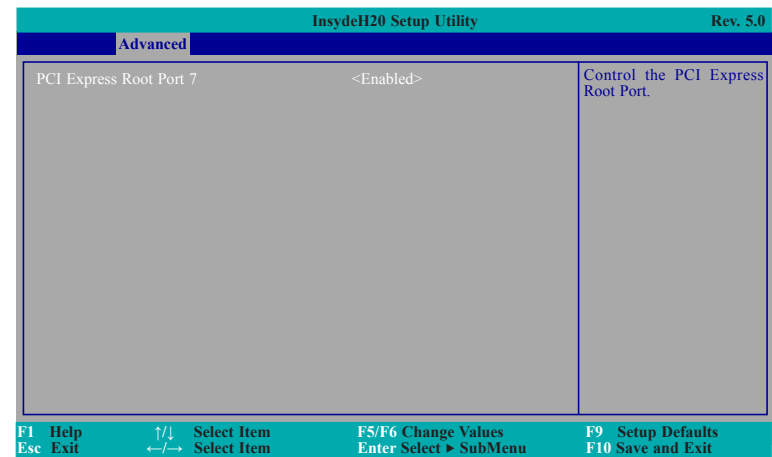 InsydeH20 Setup Utility Rev. 5.0
Advanced
PCI Express Root Port 7 <Enabled>
Control the PCI Express
Root Port.
F1 Help ↑/↓ Select Item F5/F6 Change Values F9 Setup Defaults
Esc Exit ←/→ Select Item Enter Select ▶ SubMenu F10 Save and Exit